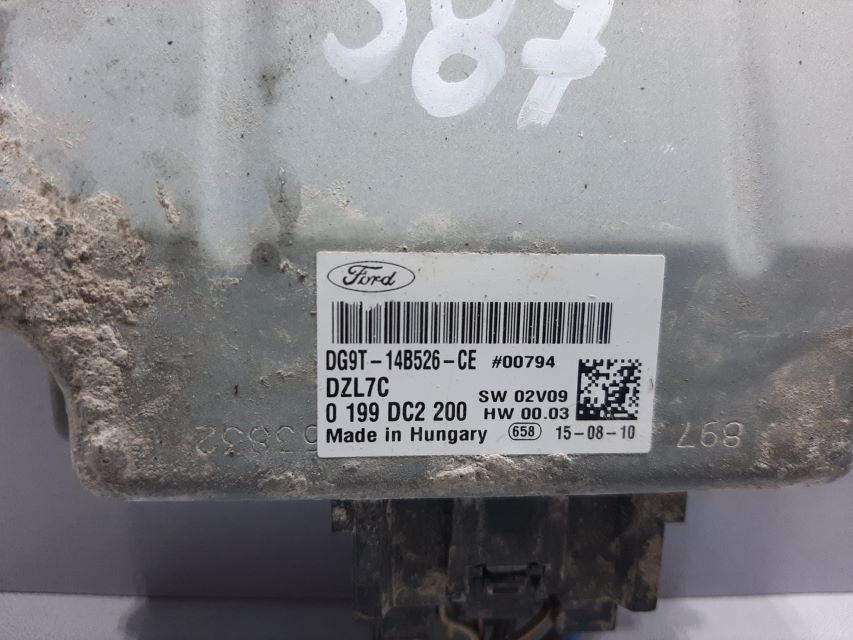 387
Ford
DG9T-14B526-CE #00794
DZL7C
SW 02V09
0 199 DC2 200 HW 00.03
Made in Hungary 658 15-08-10
897